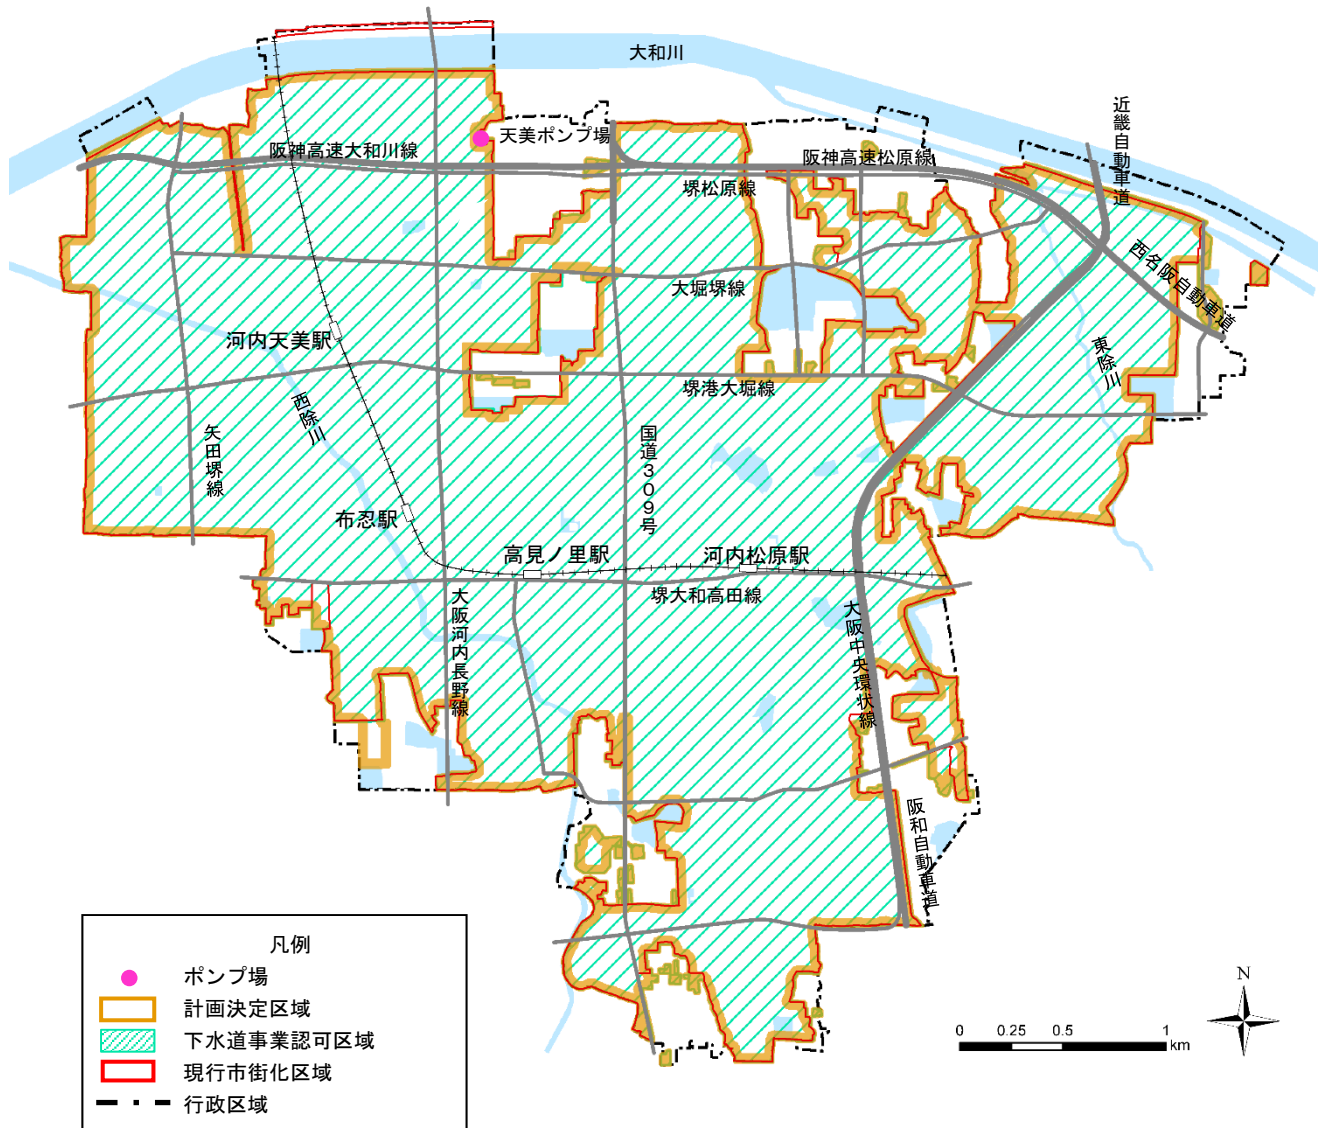 大和川
近畿自動車道
天美ポンプ場
阪神高速大和川線
阪神高速松原線
堺松原線
西名阪自動車道
大堀堺線
河内天美駅
東除川
堺港大堀線
西除川
矢田堺線
国道309号
布忍駅
高見ノ里駅
河内松原駅
堺大和高田線
大阪河内長野線
大阪中央環状線
阪和自動車道
凡例
ポンプ場
計画決定区域
下水道事業認可区域
現行市街化区域
行政区域
N
0 0.25 0.5 1
km